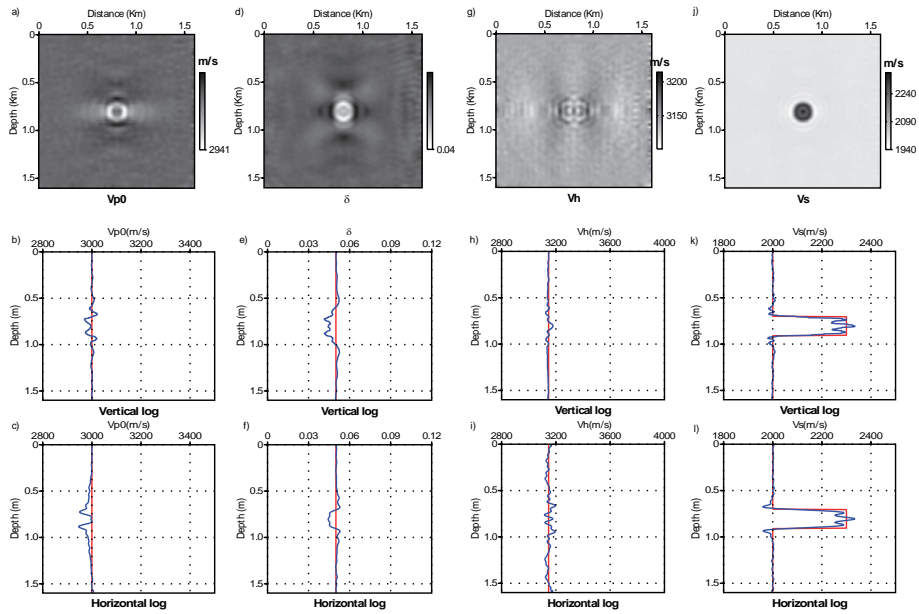 a)
Distance (Km)
0 0.5 1.0
0
0.5
1.0
1.5
Depth (Km)
m/s
2941
Vp0
d)
Distance (Km)
0 0.5 1.0
0
0.5
1.0
1.5
Depth (Km)
0.04
δ
g)
Distance (Km)
0 0.5 1.0
0
0.5
1.0
1.5
Depth (Km)
m/s
3200
3150
Vh
j)
Distance (Km)
0 0.5 1.0
0
0.5
1.0
1.5
Depth (Km)
m/s
2240
2090
1940
Vs
b)
Vp0(m/s)
2800 3000 3200 3400
0
0.5
1.0
1.5
Depth (m)
Vertical log
e)
δ
0 0.03 0.06 0.09 0.12
0
0.5
1.0
1.5
Depth (m)
Vertical log
h)
Vh(m/s)
2800 3200 3600 4000
0
0.5
1.0
1.5
Depth (m)
Vertical log
k)
Vs(m/s)
1800 2000 2200 2400
0
0.5
1.0
1.5
Depth (m)
Vertical log
c)
Vp0(m/s)
2800 3000 3200 3400
0
0.5
1.0
1.5
Depth (m)
Horizontal log
f)
0 0.03 0.06 0.09 0.12
0
0.5
1.0
1.5
Depth (m)
Horizontal log
i)
Vh(m/s)
2800 3200 3600 4000
0
0.5
1.0
1.5
Depth (m)
Horizontal log
l)
Vs(m/s)
1800 2000 2200 2400
0
0.5
1.0
1.5
Depth (m)
Horizontal log